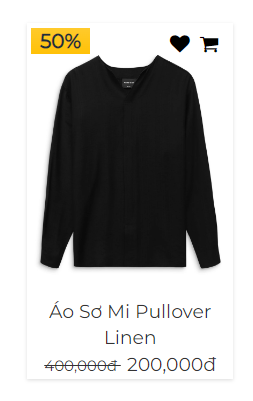 50%
Áo Sơ Mi Pullover
Linen
400,000đ 200,000đ